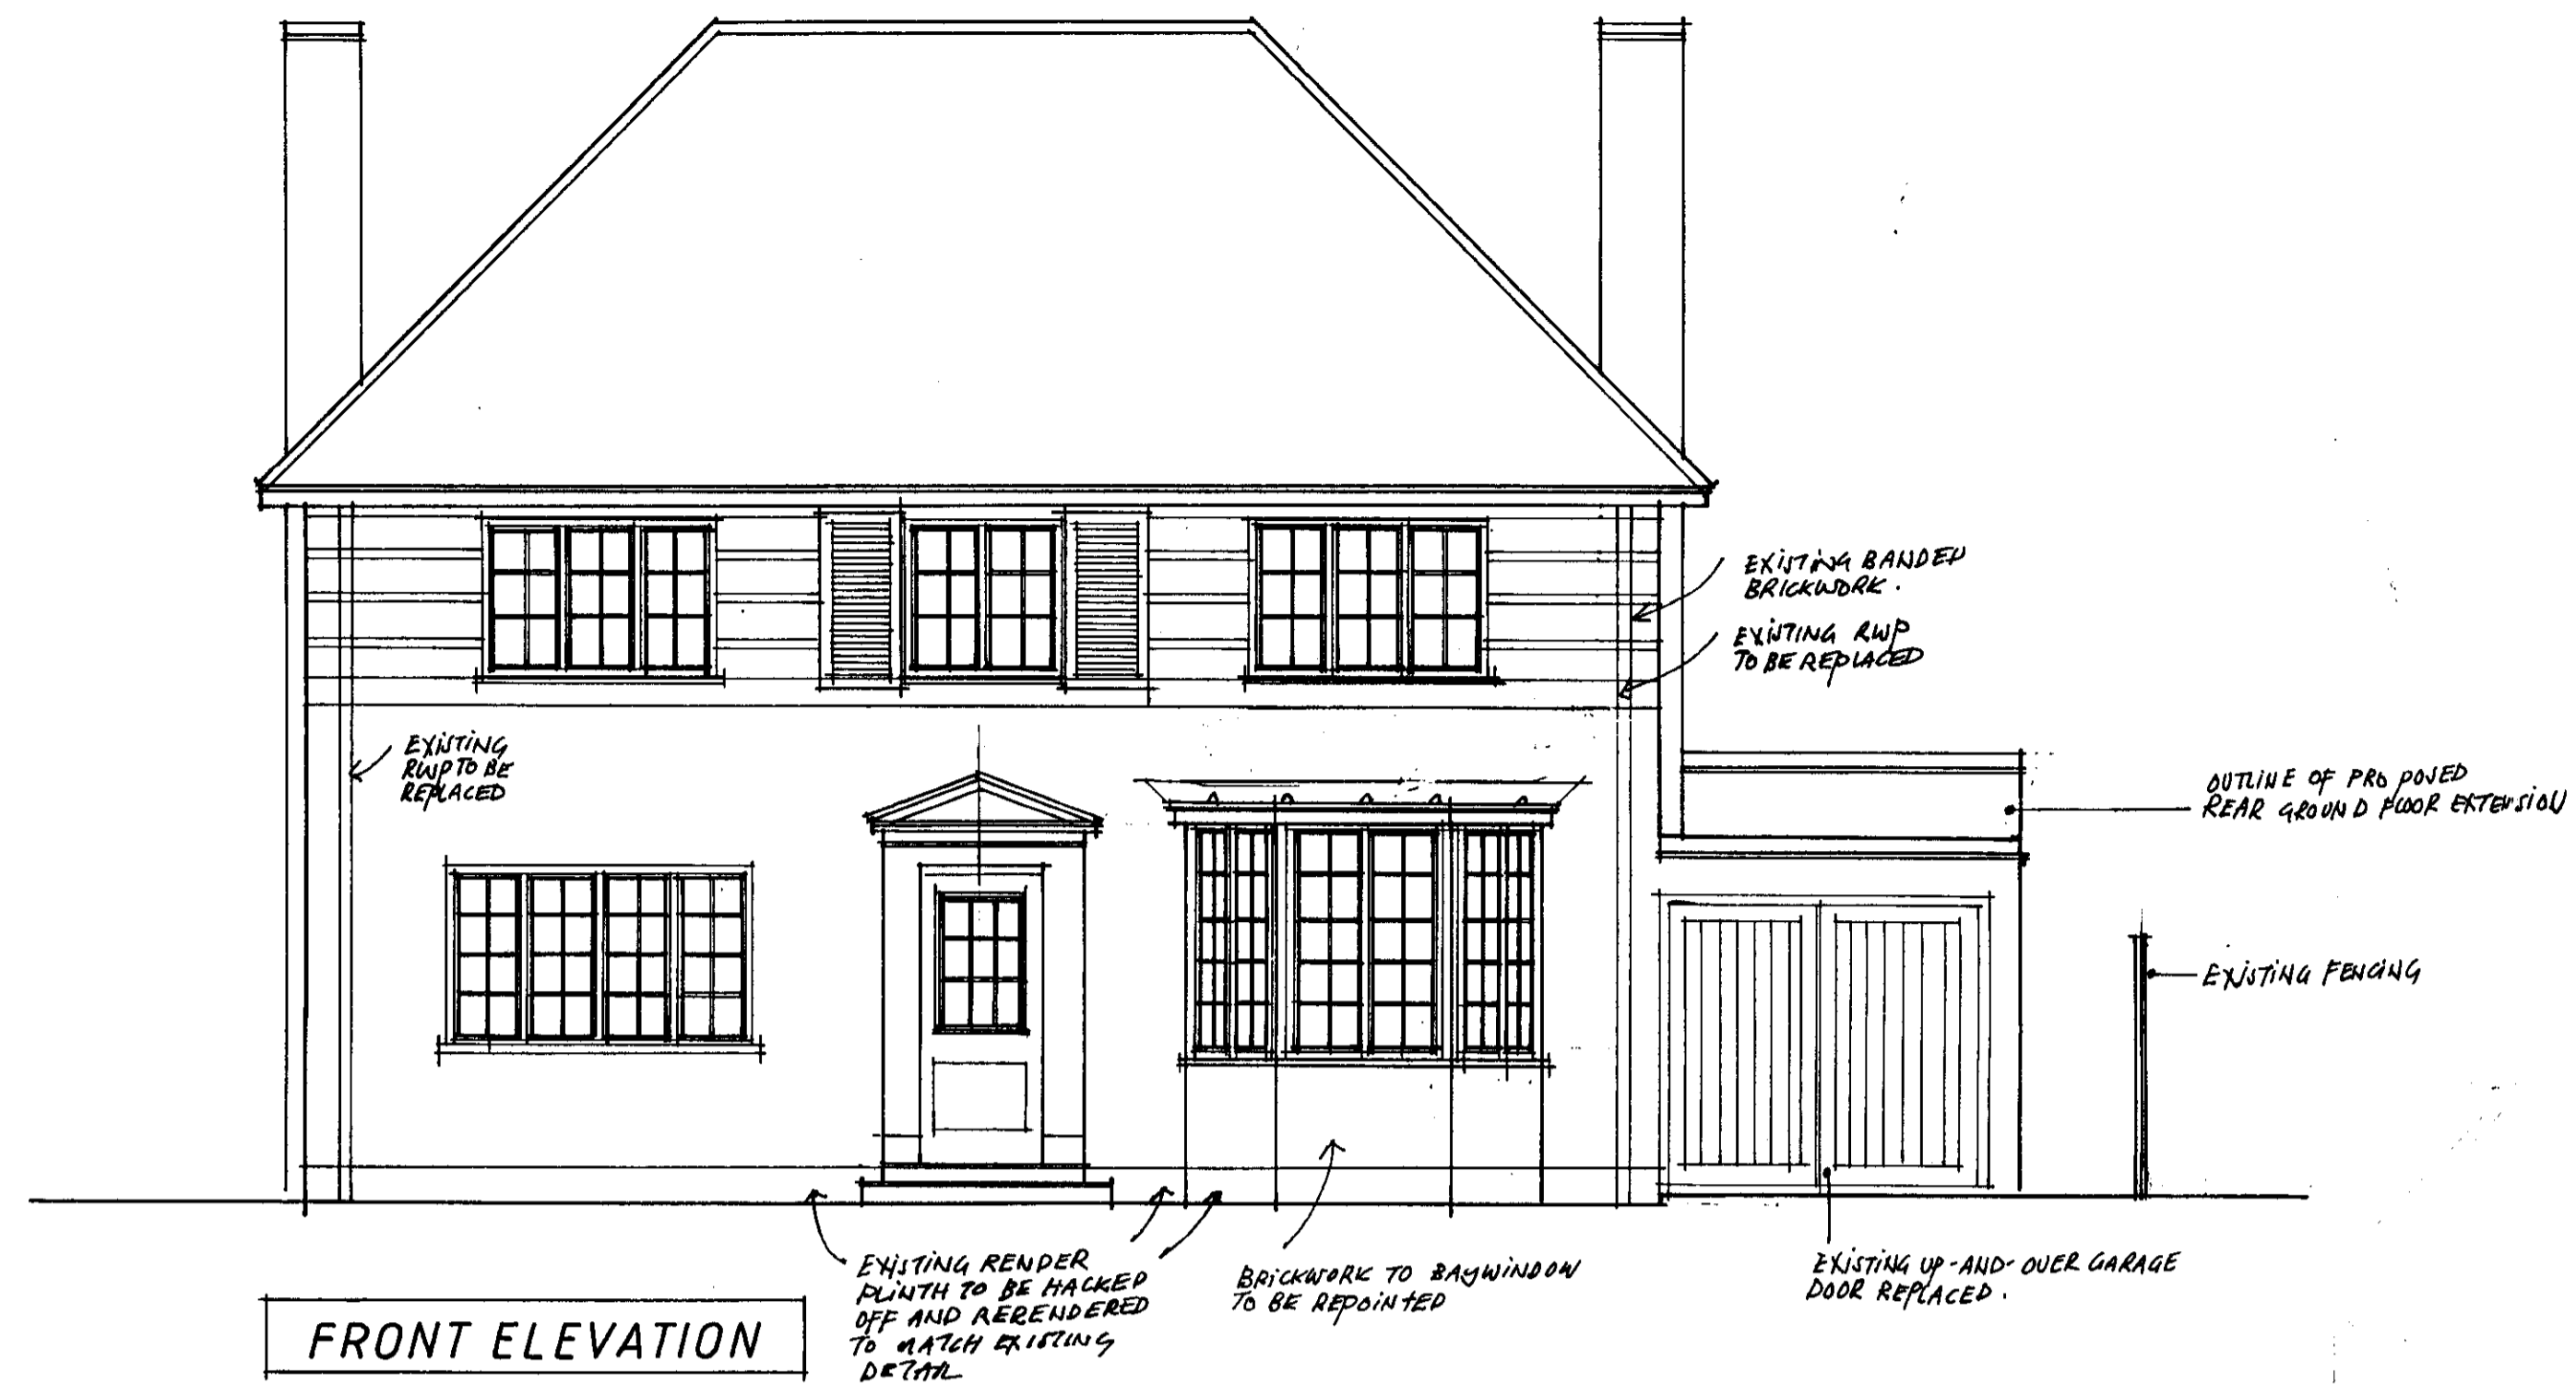 EXISTING BANDED
BRICKWORK.
EXISTING RWP
TO BE REPLACED
EXISTING
RWP TO BE
REPLACED
OUTLINE OF PROPOSED
REAR GROUND FLOOR EXTENSION
EXISTING FENCING
EXISTING RENDER
PLINTH TO BE HACKED
OFF AND RERENDERED
TO MATCH EXISTING
DETAIL
BRICKWORK TO BAYWINDOW
TO BE REPOINTED
EXISTING UP-AND-OVER GARAGE
DOOR REPLACED.
FRONT ELEVATION